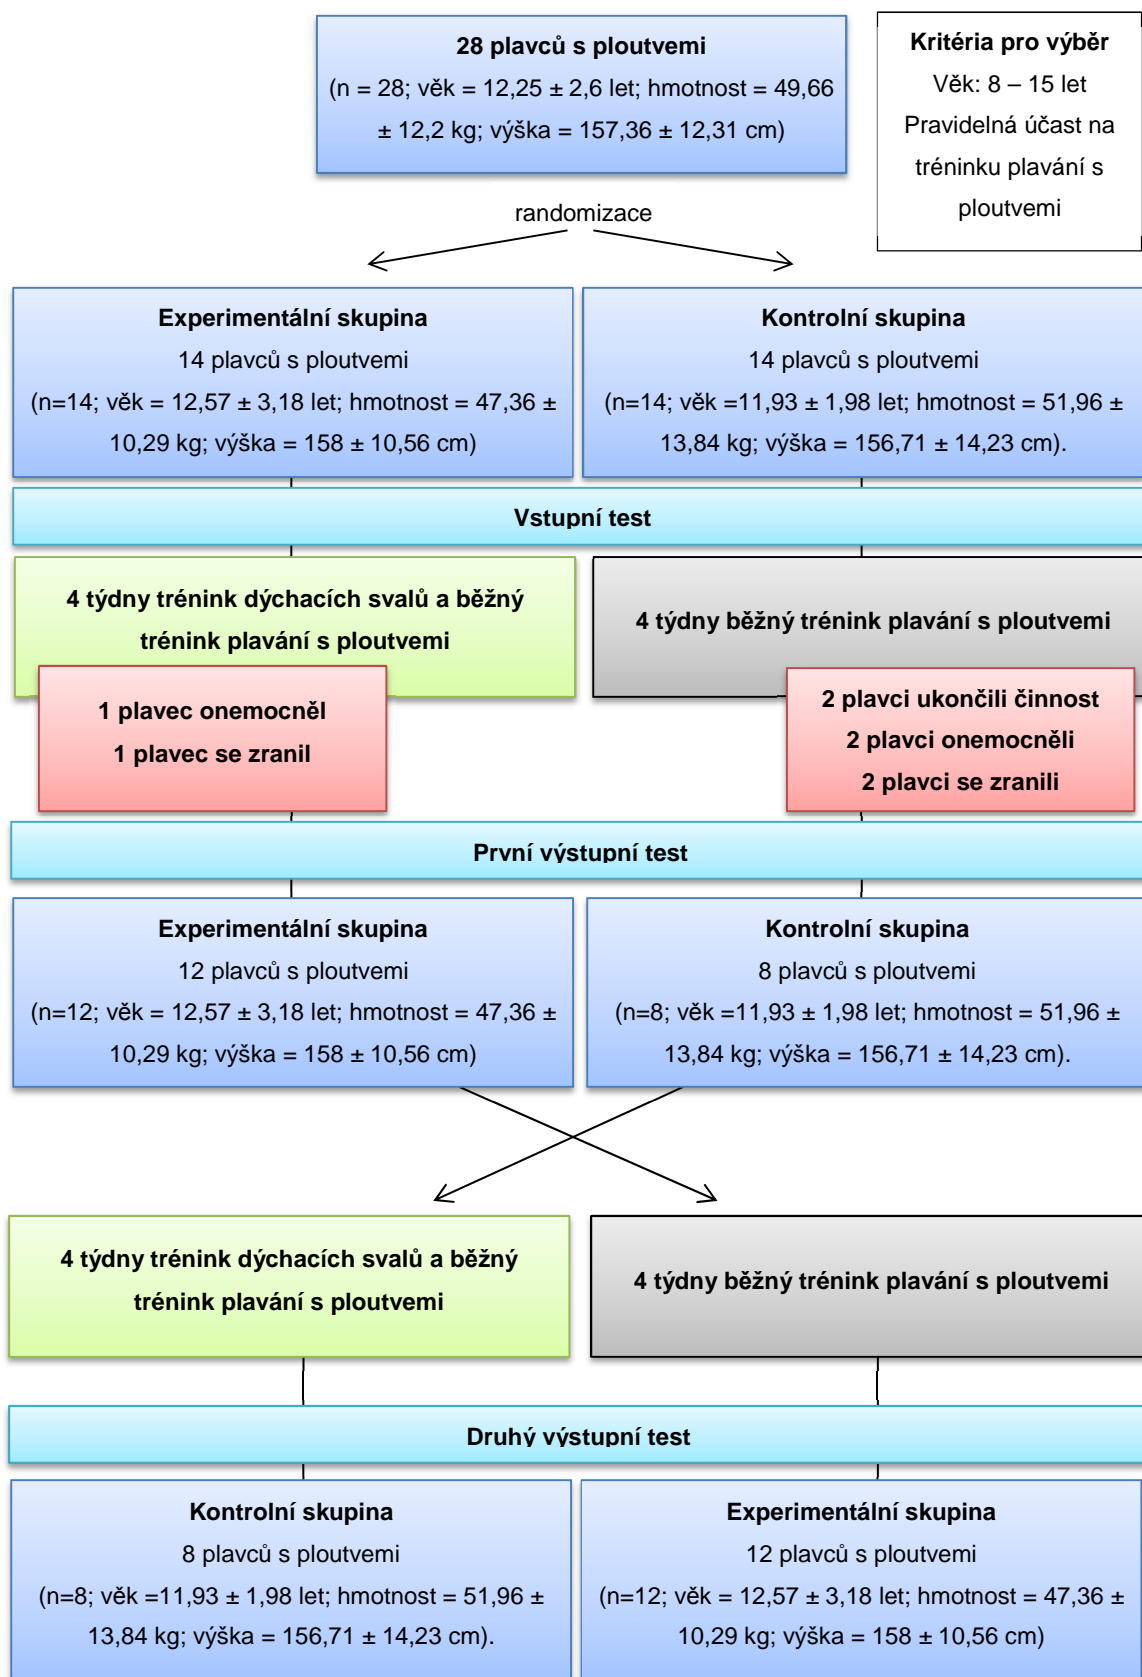 28 plavců s ploutvemi
(n = 28; věk = 12,25 ± 2,6 let; hmotnost = 49,66
± 12,2 kg; výška = 157,36 ± 12,31 cm)
Kritéria pro výběr
Věk: 8 – 15 let
Pravidelná účast na
tréninku plavání s
ploutvemi
randomizace
Experimentální skupina
14 plavců s ploutvemi
(n=14; věk = 12,57 ± 3,18 let; hmotnost = 47,36 ±
10,29 kg; výška = 158 ± 10,56 cm)
Kontrolní skupina
14 plavců s ploutvemi
(n=14; věk =11,93 ± 1,98 let; hmotnost = 51,96 ±
13,84 kg; výška = 156,71 ± 14,23 cm).
Vstupní test
4 týdny trénink dýchacích svalů a běžný
trénink plavání s ploutvemi
4 týdny běžný trénink plavání s ploutvemi
1 plavec onemocněl
1 plavec se zranil
2 plavci ukončili činnost
2 plavci onemocněli
2 plavci se zranili
První výstupní test
Experimentální skupina
12 plavců s ploutvemi
(n=12; věk = 12,57 ± 3,18 let; hmotnost = 47,36 ±
10,29 kg; výška = 158 ± 10,56 cm)
Kontrolní skupina
8 plavců s ploutvemi
(n=8; věk =11,93 ± 1,98 let; hmotnost = 51,96 ±
13,84 kg; výška = 156,71 ± 14,23 cm).
4 týdny trénink dýchacích svalů a běžný
trénink plavání s ploutvemi
4 týdny běžný trénink plavání s ploutvemi
Druhý výstupní test
Kontrolní skupina
8 plavců s ploutvemi
(n=8; věk =11,93 ± 1,98 let; hmotnost = 51,96 ±
13,84 kg; výška = 156,71 ± 14,23 cm).
Experimentální skupina
12 plavců s ploutvemi
(n=12; věk = 12,57 ± 3,18 let; hmotnost = 47,36 ±
10,29 kg; výška = 158 ± 10,56 cm)